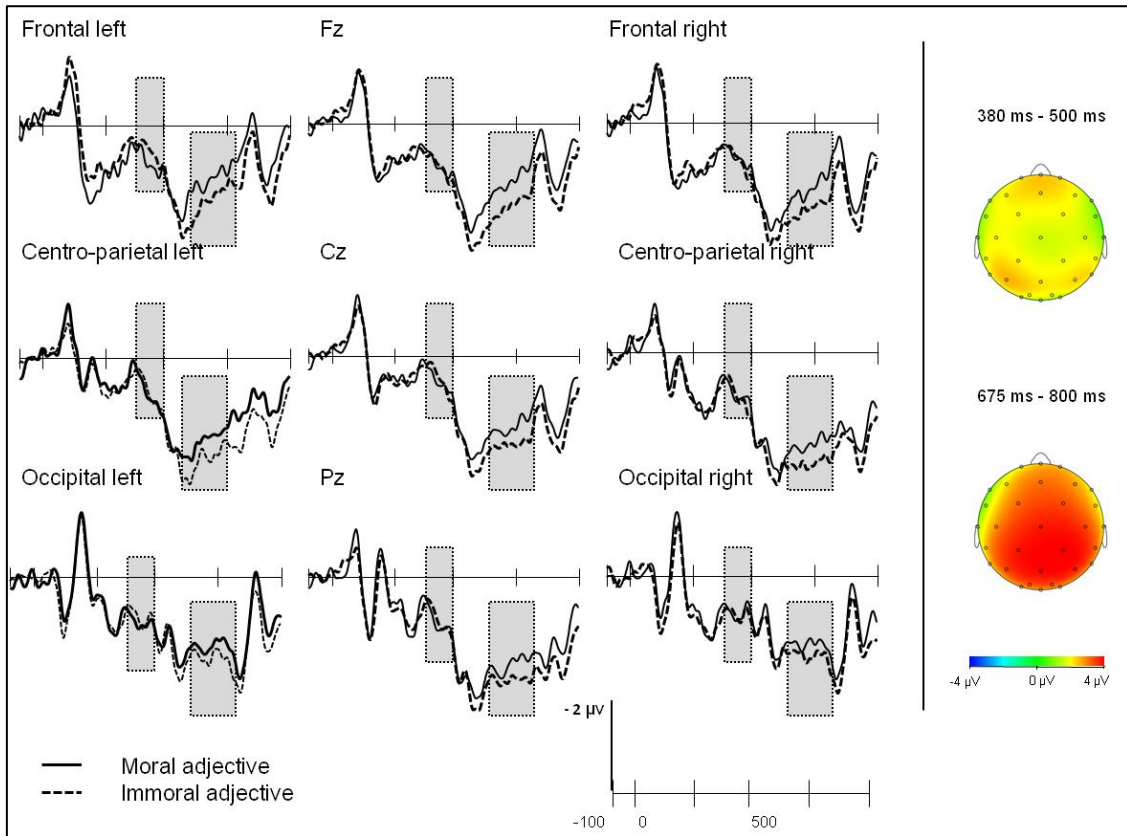 Frontal left
Fz
Frontal right
380 ms - 500 ms
Centro-parietal left
Cz
Centro-parietal right
675 ms - 800 ms
Occipital left
Pz
Occipital right
-4 µV
0 µV
4 µV
- 2 µv
Moral adjective
Immoral adjective
-100
0
500